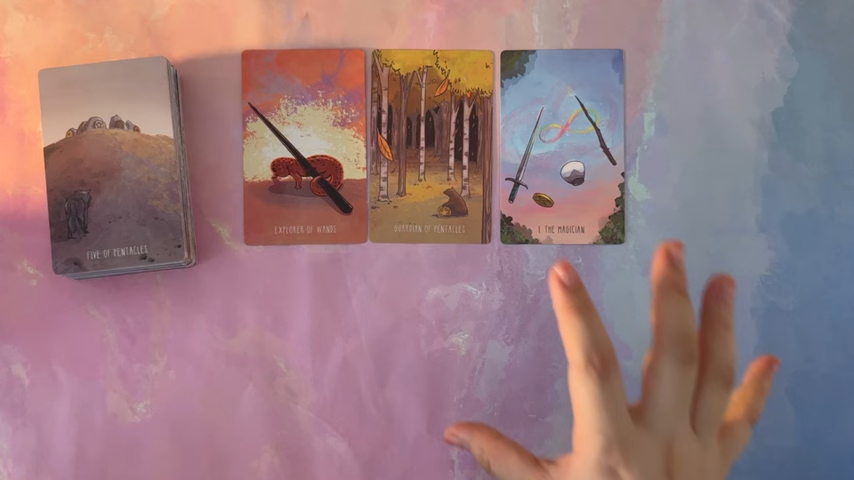 FIVE OF PENTACLES
EXPLORER OF WANDS
GUARDIAN OF PENTACLES
I. THE MAGICIAN